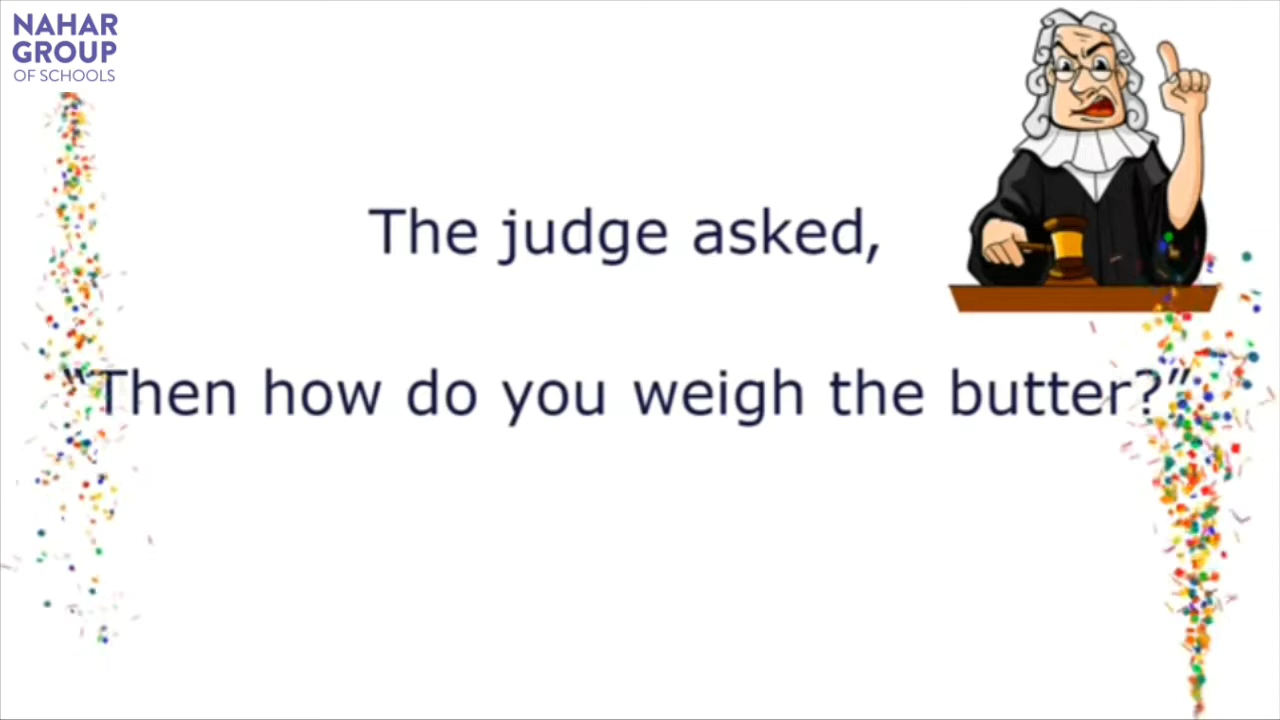 NAHAR
GROUP
OF SCHOOLS
The judge asked,
“Then how do you weigh the butter?”